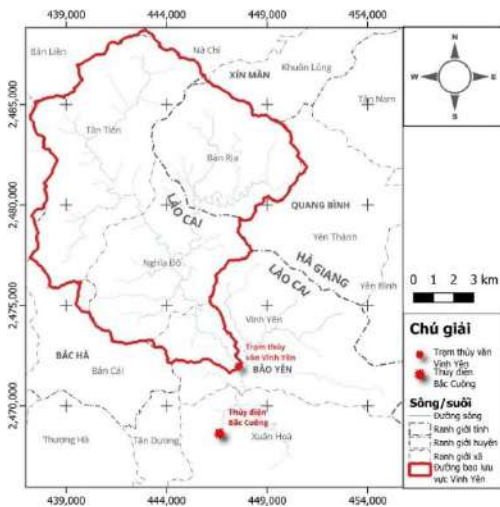 439,000 444,000 449,000 454,000
Bản Liền
Nà Chì
XÍN MẦN
Khuôn Lùng
Tân Nam
2,485,000
Tân Tiến
Bản Rịa
2,480,000
LÀO CAI
QUANG BÌNH
Yên Thành
HÀ GIANG
LÀO CAI
Nghĩa Đô
Yên Bình
2,475,000
Vĩnh Yên
BẮC HÀ
Bản Cái
Trạm thủy
văn Vĩnh Yên
BẢO YÊN
2,470,000
Thủy điện
Bắc Cuông
Thượng Hà
Tân Dương
Xuân Hoà
439,000 444,000 449,000 454,000
N
W E
S
0 1 2 3 km
Chú giải
Trạm thủy văn
Vĩnh Yên
Thủy điện
Bắc Cuông
Sông/suối
Đường sông
Ranh giới tỉnh
Ranh giới huyện
Ranh giới xã
Đường bao lưu
vực Vĩnh Yên